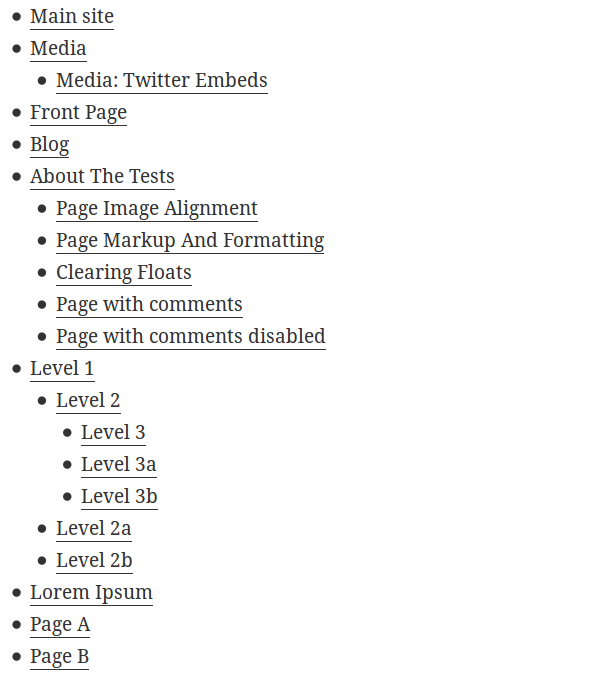 Main site
Media
Media: Twitter Embeds
Front Page
Blog
About The Tests
Page Image Alignment
Page Markup And Formatting
Clearing Floats
Page with comments
Page with comments disabled
Level 1
Level 2
Level 3
Level 3a
Level 3b
Level 2a
Level 2b
Lorem Ipsum
Page A
Page B